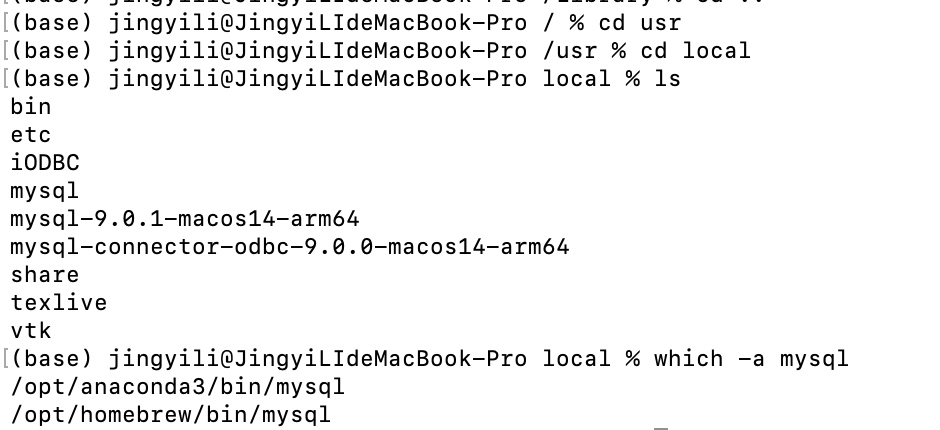 [(base) jingyili@JingyiLIdeMacBook-Pro / % cd usr
[(base) jingyili@JingyiLIdeMacBook-Pro /usr % cd local
[(base) jingyili@JingyiLIdeMacBook-Pro local % ls
bin
etc
iODBC
mysql
mysql-9.0.1-macos14-arm64
mysql-connector-odbc-9.0.0-macos14-arm64
share
texlive
vtk
[(base) jingyili@JingyiLIdeMacBook-Pro local % which -a mysql
/opt/anaconda3/bin/mysql
/opt/homebrew/bin/mysql